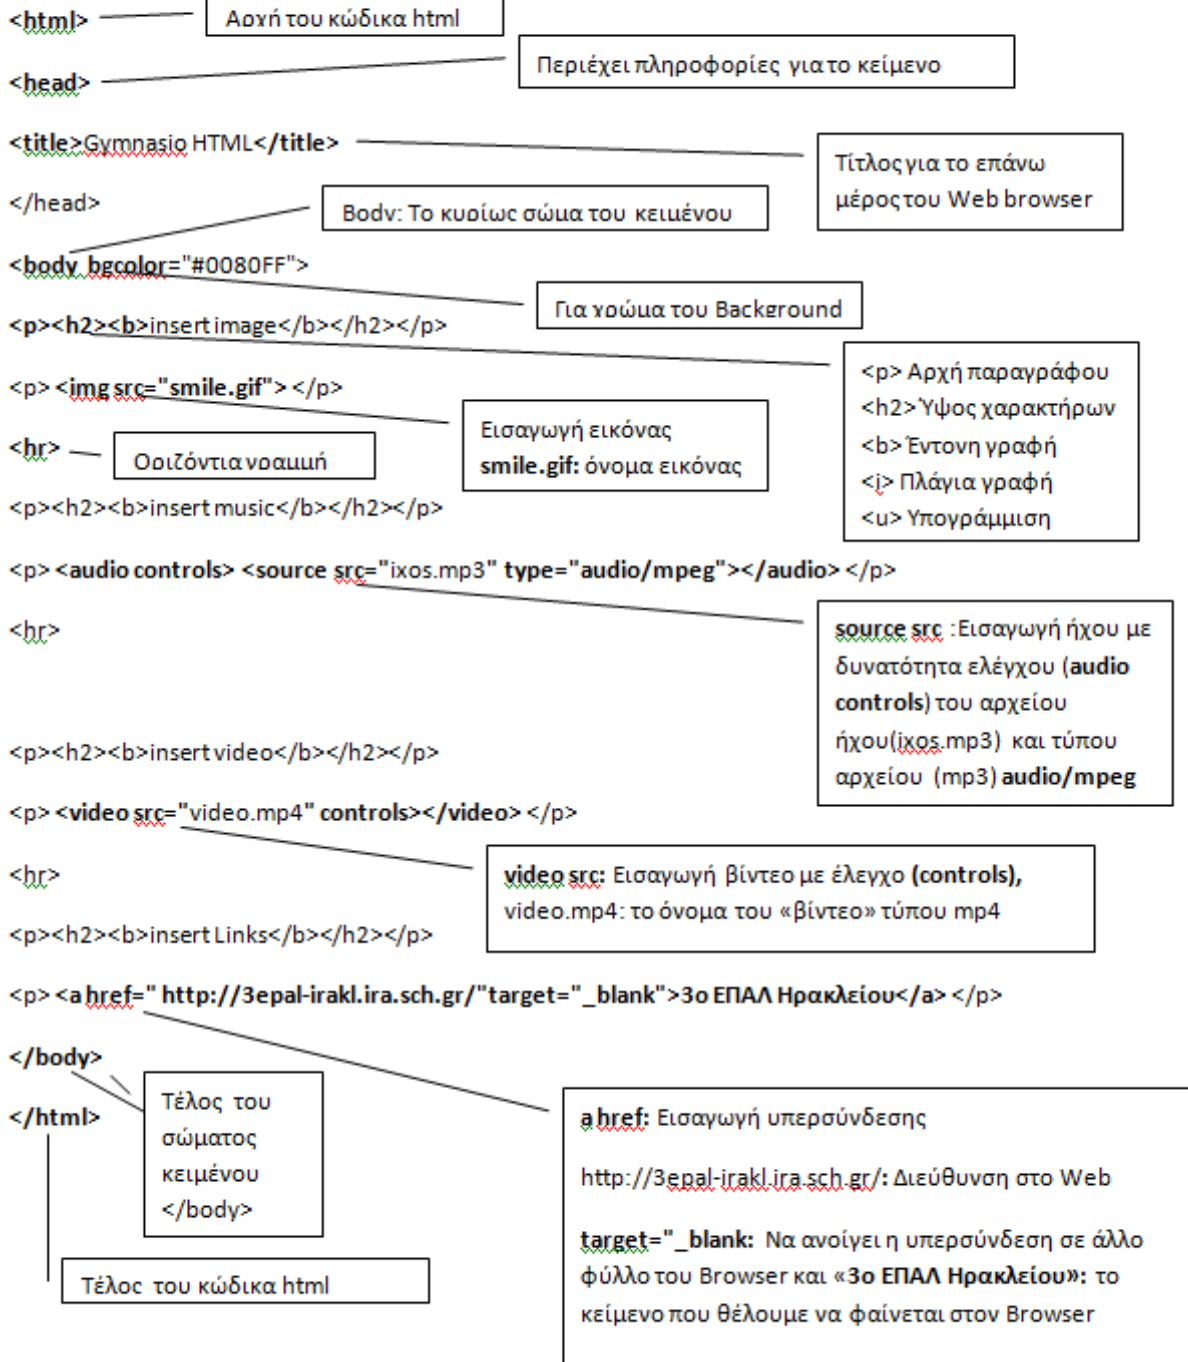 <html>
Αρχή του κώδικα html
<head>
Περιέχει πληροφορίες για το κείμενο
<title>Gymnasio HTML</title>
Τίτλος για το επάνω
μέρος του Web browser
</head>
Body: Το κυρίως σώμα του κειμένου
<body bgcolor="#0080FF">
Για χρώμα του Background
<p><h2><b>insert image</b></h2></p>
<p> Αρχή παραγράφου
<h2> Ύψος χαρακτήρων
<b> Έντονη γραφή
<i> Πλάγια γραφή
<u> Υπογράμμιση
<p> <img src="smile.gif"> </p>
Εισαγωγή εικόνας
smile.gif: όνομα εικόνας
<hr>
Οριζόντια γραμμή
<p><h2><b>insert music</b></h2></p>
<p> <audio controls> <source src="ixos.mp3" type="audio/mpeg"></audio> </p>
<hr>
source src :Εισαγωγή ήχου με
δυνατότητα ελέγχου (audio
controls) του αρχείου
ήχου(ixos.mp3) και τύπου
αρχείου (mp3) audio/mpeg
<p><h2><b>insert video</b></h2></p>
<p> <video src="video.mp4" controls></video> </p>
<hr>
video src: Εισαγωγή βίντεο με έλεγχο (controls),
video.mp4: το όνομα του «βίντεο» τύπου mp4
<p><h2><b>insert Links</b></h2></p>
<p> <a href=" http://3epal-irakl.ira.sch.gr/"target="_blank">3ο ΕΠΑΛ Ηρακλείου</a> </p>
</body>
Τέλος του
σώματος
κειμένου
</body>
</html>
Τέλος του κώδικα html
a href: Εισαγωγή υπερσύνδεσης
http://3epal-irakl.ira.sch.gr/: Διεύθυνση στο Web
target="_blank: Να ανοίγει η υπερσύνδεση σε άλλο
φύλλο του Browser και «3ο ΕΠΑΛ Ηρακλείου»: το
κείμενο που θέλουμε να φαίνεται στον Browser